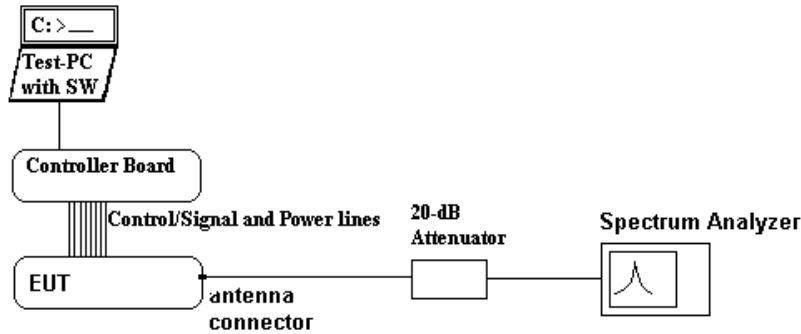 C: >__
Test-PC
with SW
Controller Board
Control/Signal and Power lines
20-dB
Attenuator
Spectrum Analyzer
EUT
antenna
connector